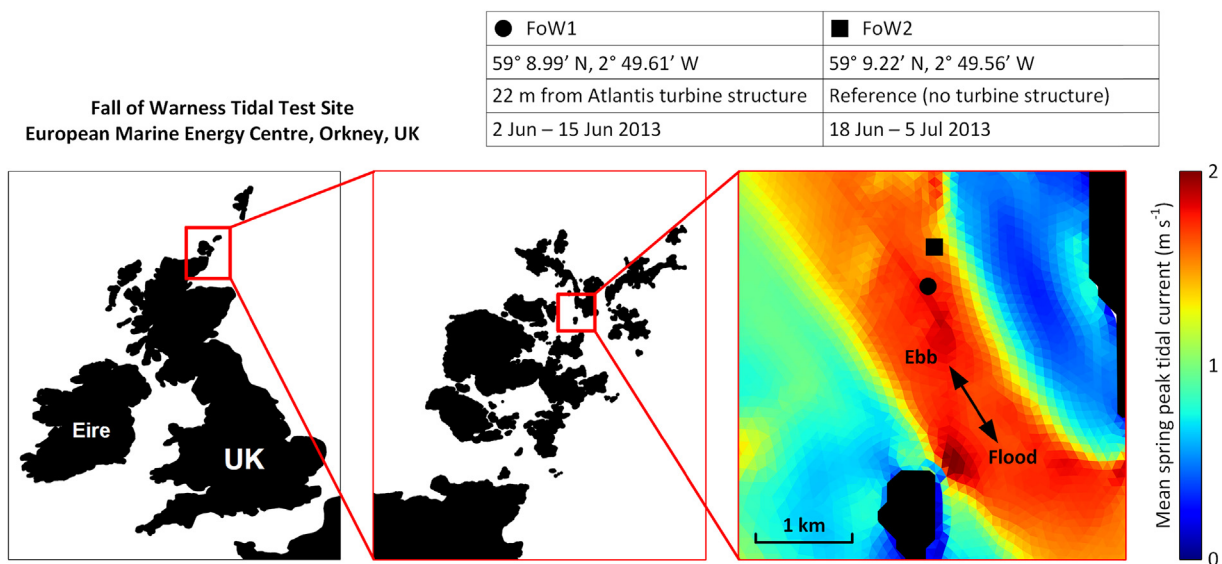 ● FoW1
■ FoW2
59° 8.99’ N, 2° 49.61’ W
59° 9.22’ N, 2° 49.56’ W
22 m from Atlantis turbine structure
Reference (no turbine structure)
2 Jun – 15 Jun 2013
18 Jun – 5 Jul 2013
Fall of Warness Tidal Test Site
European Marine Energy Centre, Orkney, UK
Eire
UK
Ebb
Flood
1 km
2
1
0
Mean spring peak tidal current (m s⁻¹)